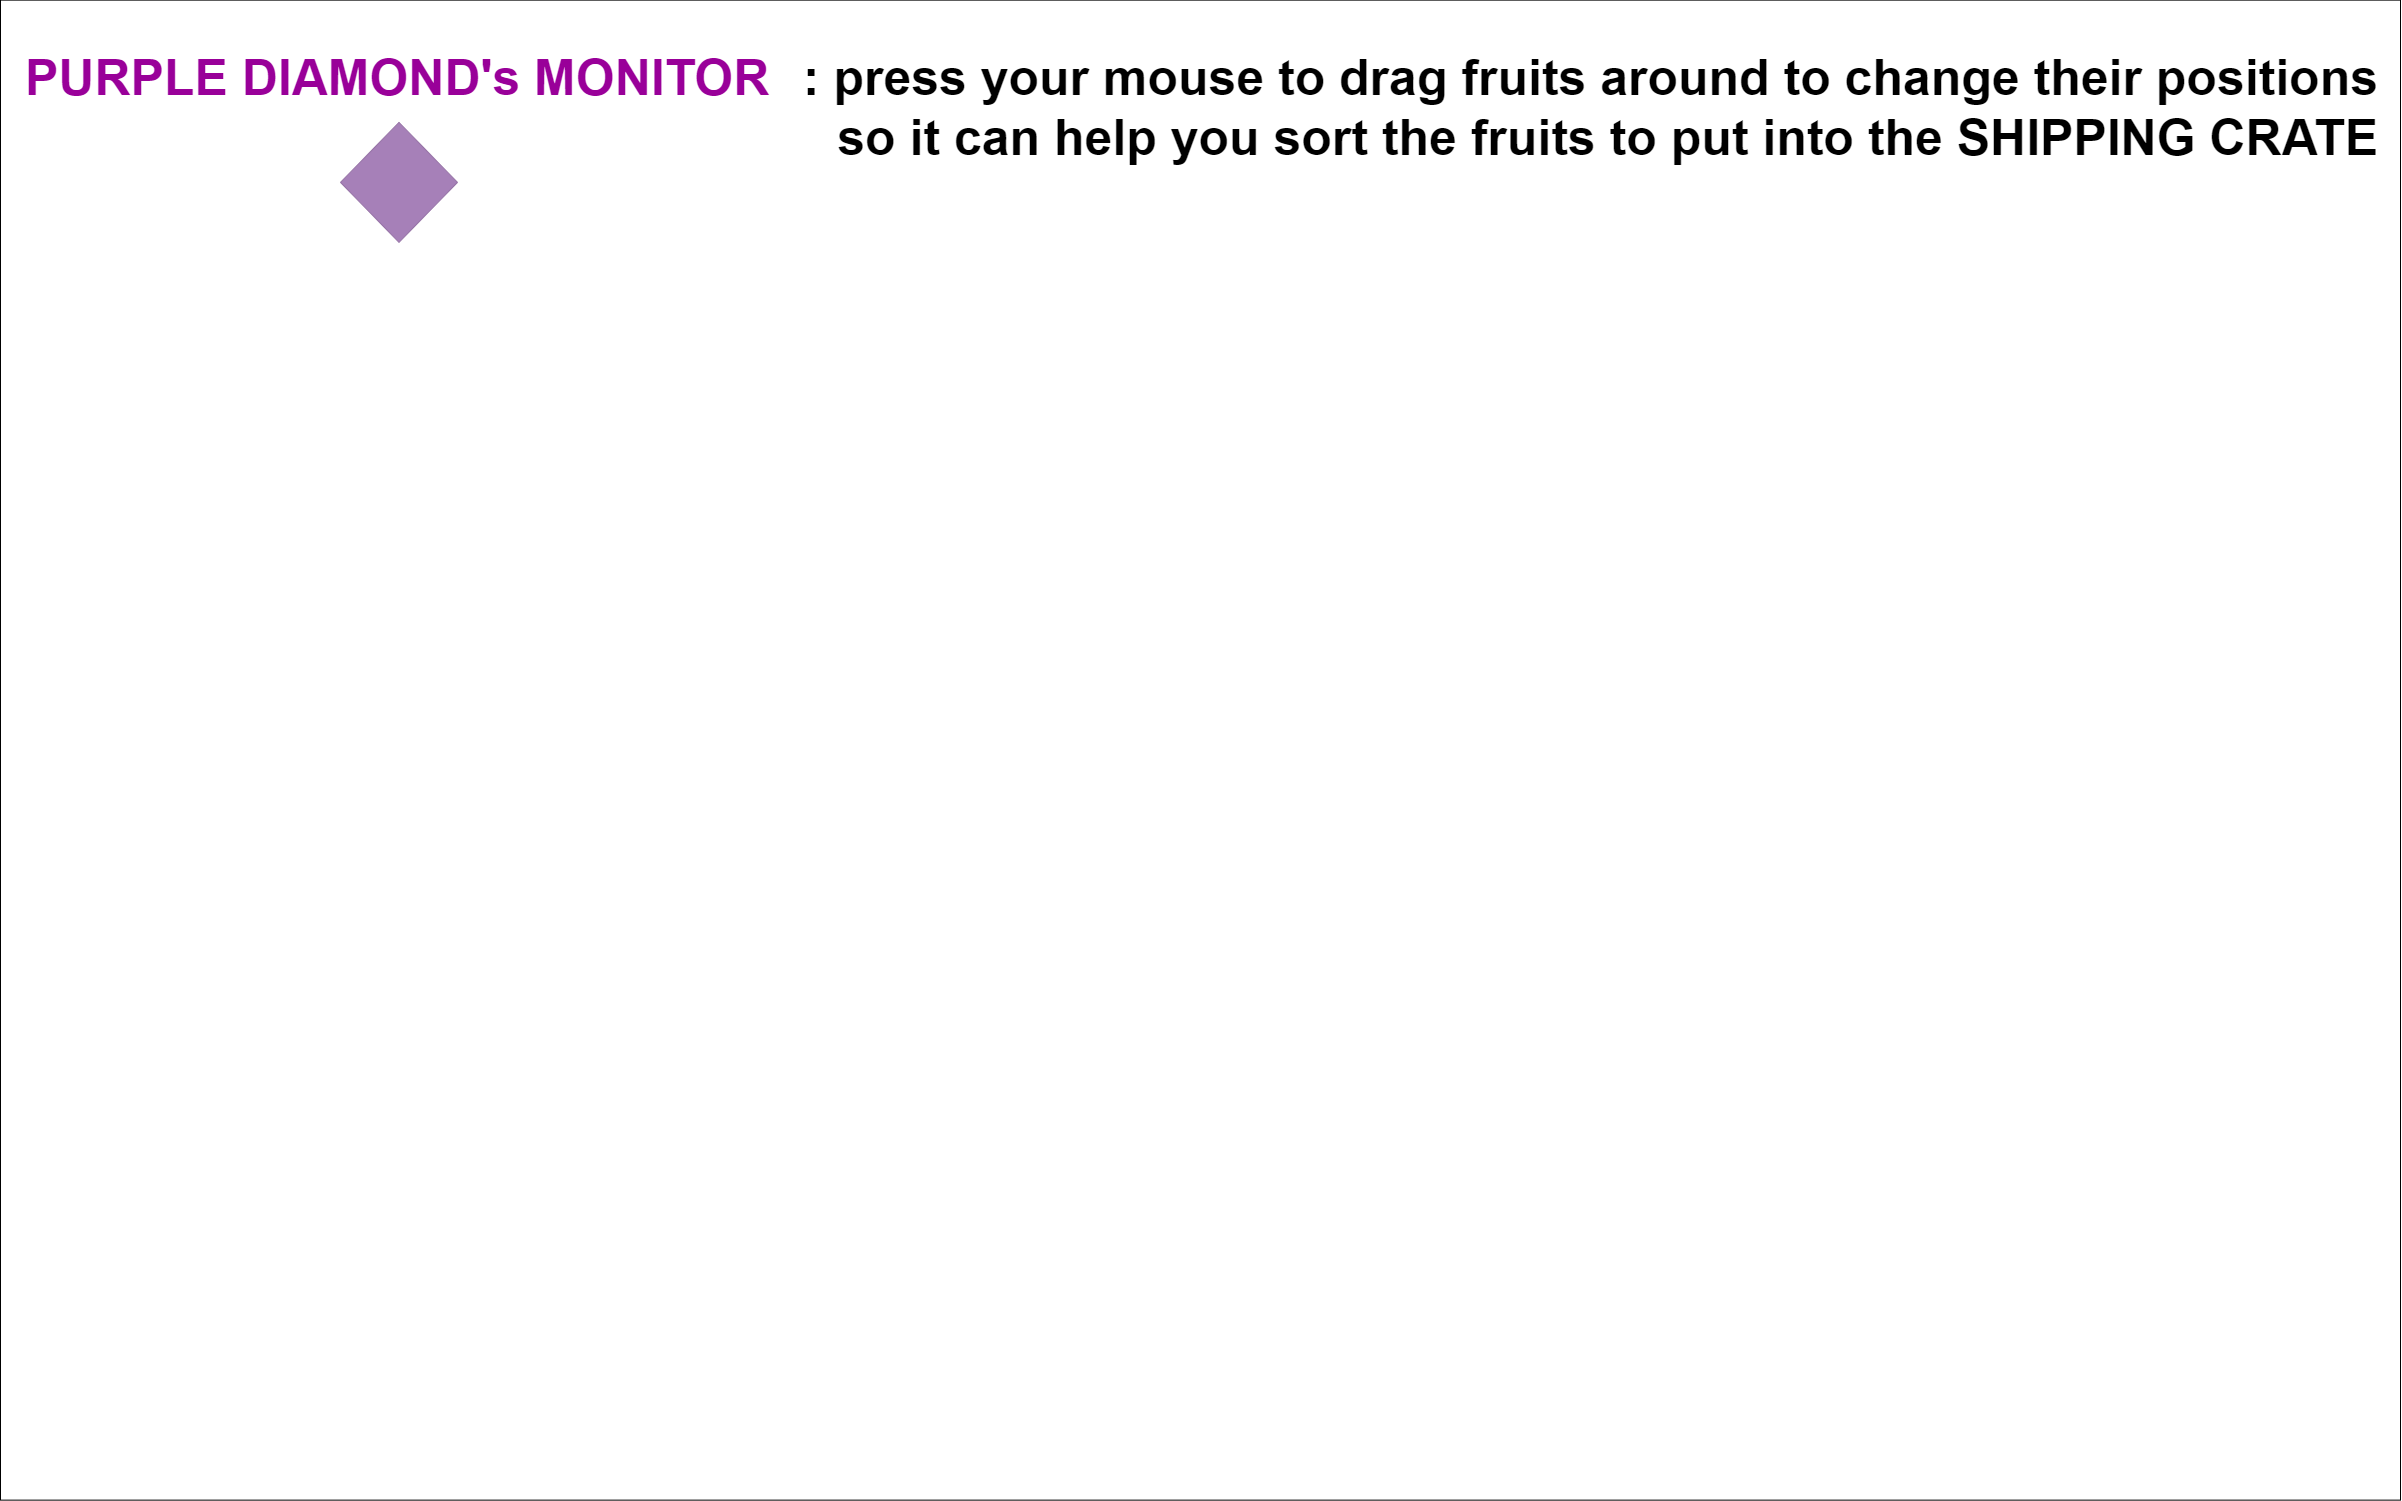 PURPLE DIAMOND's MONITOR : press your mouse to drag fruits around to change their positions
so it can help you sort the fruits to put into the SHIPPING CRATE